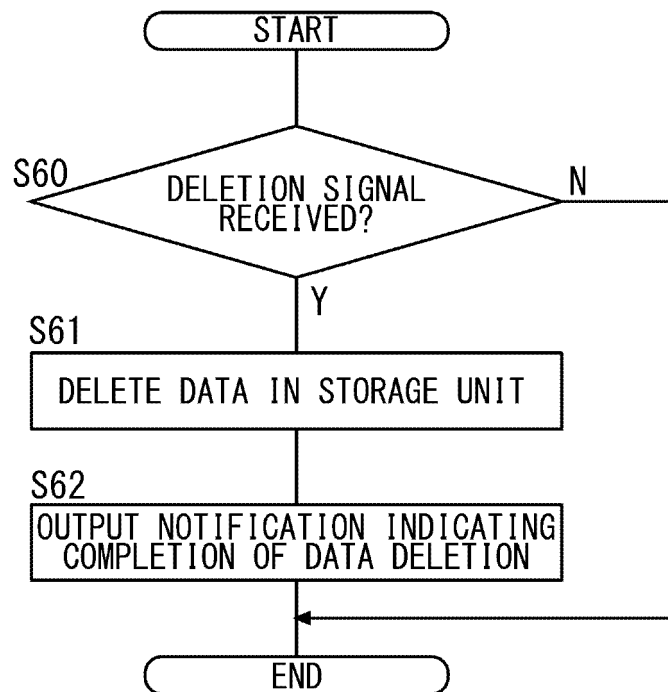 START
S60
DELETION SIGNAL
RECEIVED?
N
Y
S61
DELETE DATA IN STORAGE UNIT
S62
OUTPUT NOTIFICATION INDICATING
COMPLETION OF DATA DELETION
END